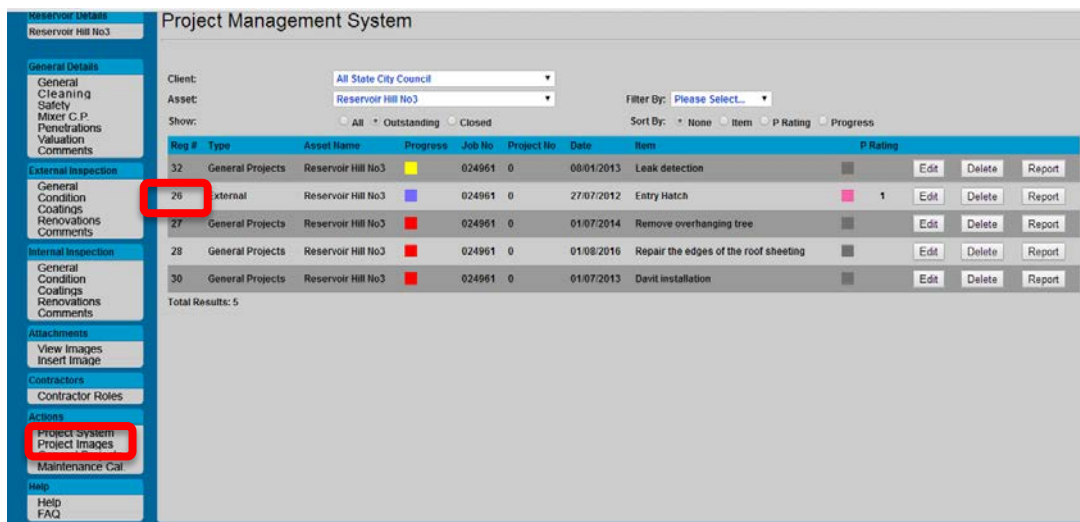 Reservoir Details
Reservoir Hill No3
General Details
General
Cleaning
Safety
Mixer C.P.
Penetrations
Valuation
Comments
External Inspection
General
Condition
Coatings
Renovations
Comments
Internal Inspection
General
Condition
Coatings
Renovations
Comments
Attachments
View Images
Insert Image
Contractors
Contractor Roles
Actions
Project System
Project Images
Maintenance Cal.
Help
Help
FAQ
Project Management System
Client: All State City Council
Asset: Reservoir Hill No3 Filter By: Please Select...
Show: All Outstanding Closed Sort By: None Item P Rating Progress
Reg # Type Asset Name Progress Job No Project No Date Item P Rating
32 General Projects Reservoir Hill No3 024961 0 08/01/2013 Leak detection Edit Delete Report
26 External Reservoir Hill No3 024961 0 27/07/2012 Entry Hatch 1 Edit Delete Report
27 General Projects Reservoir Hill No3 024961 0 01/07/2014 Remove overhanging tree Edit Delete Report
28 General Projects Reservoir Hill No3 024961 0 01/08/2016 Repair the edges of the roof sheeting Edit Delete Report
30 General Projects Reservoir Hill No3 024961 0 01/07/2013 Davit installation Edit Delete Report
Total Results: 5